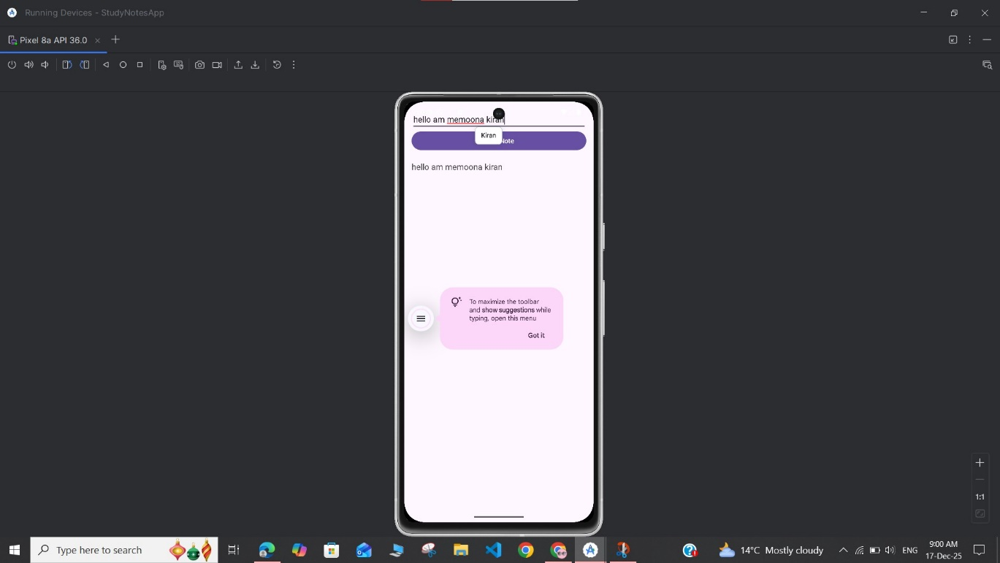 Running Devices - StudyNotesApp
Pixel 8a API 36.0
hello am memoona kiran
Kiran
Note
hello am memoona kiran
To maximize the toolbar
and show suggestions while
typing, open this menu
Got it
1:1
Type here to search
14°C Mostly cloudy
ENG
9:00 AM
17-Dec-25